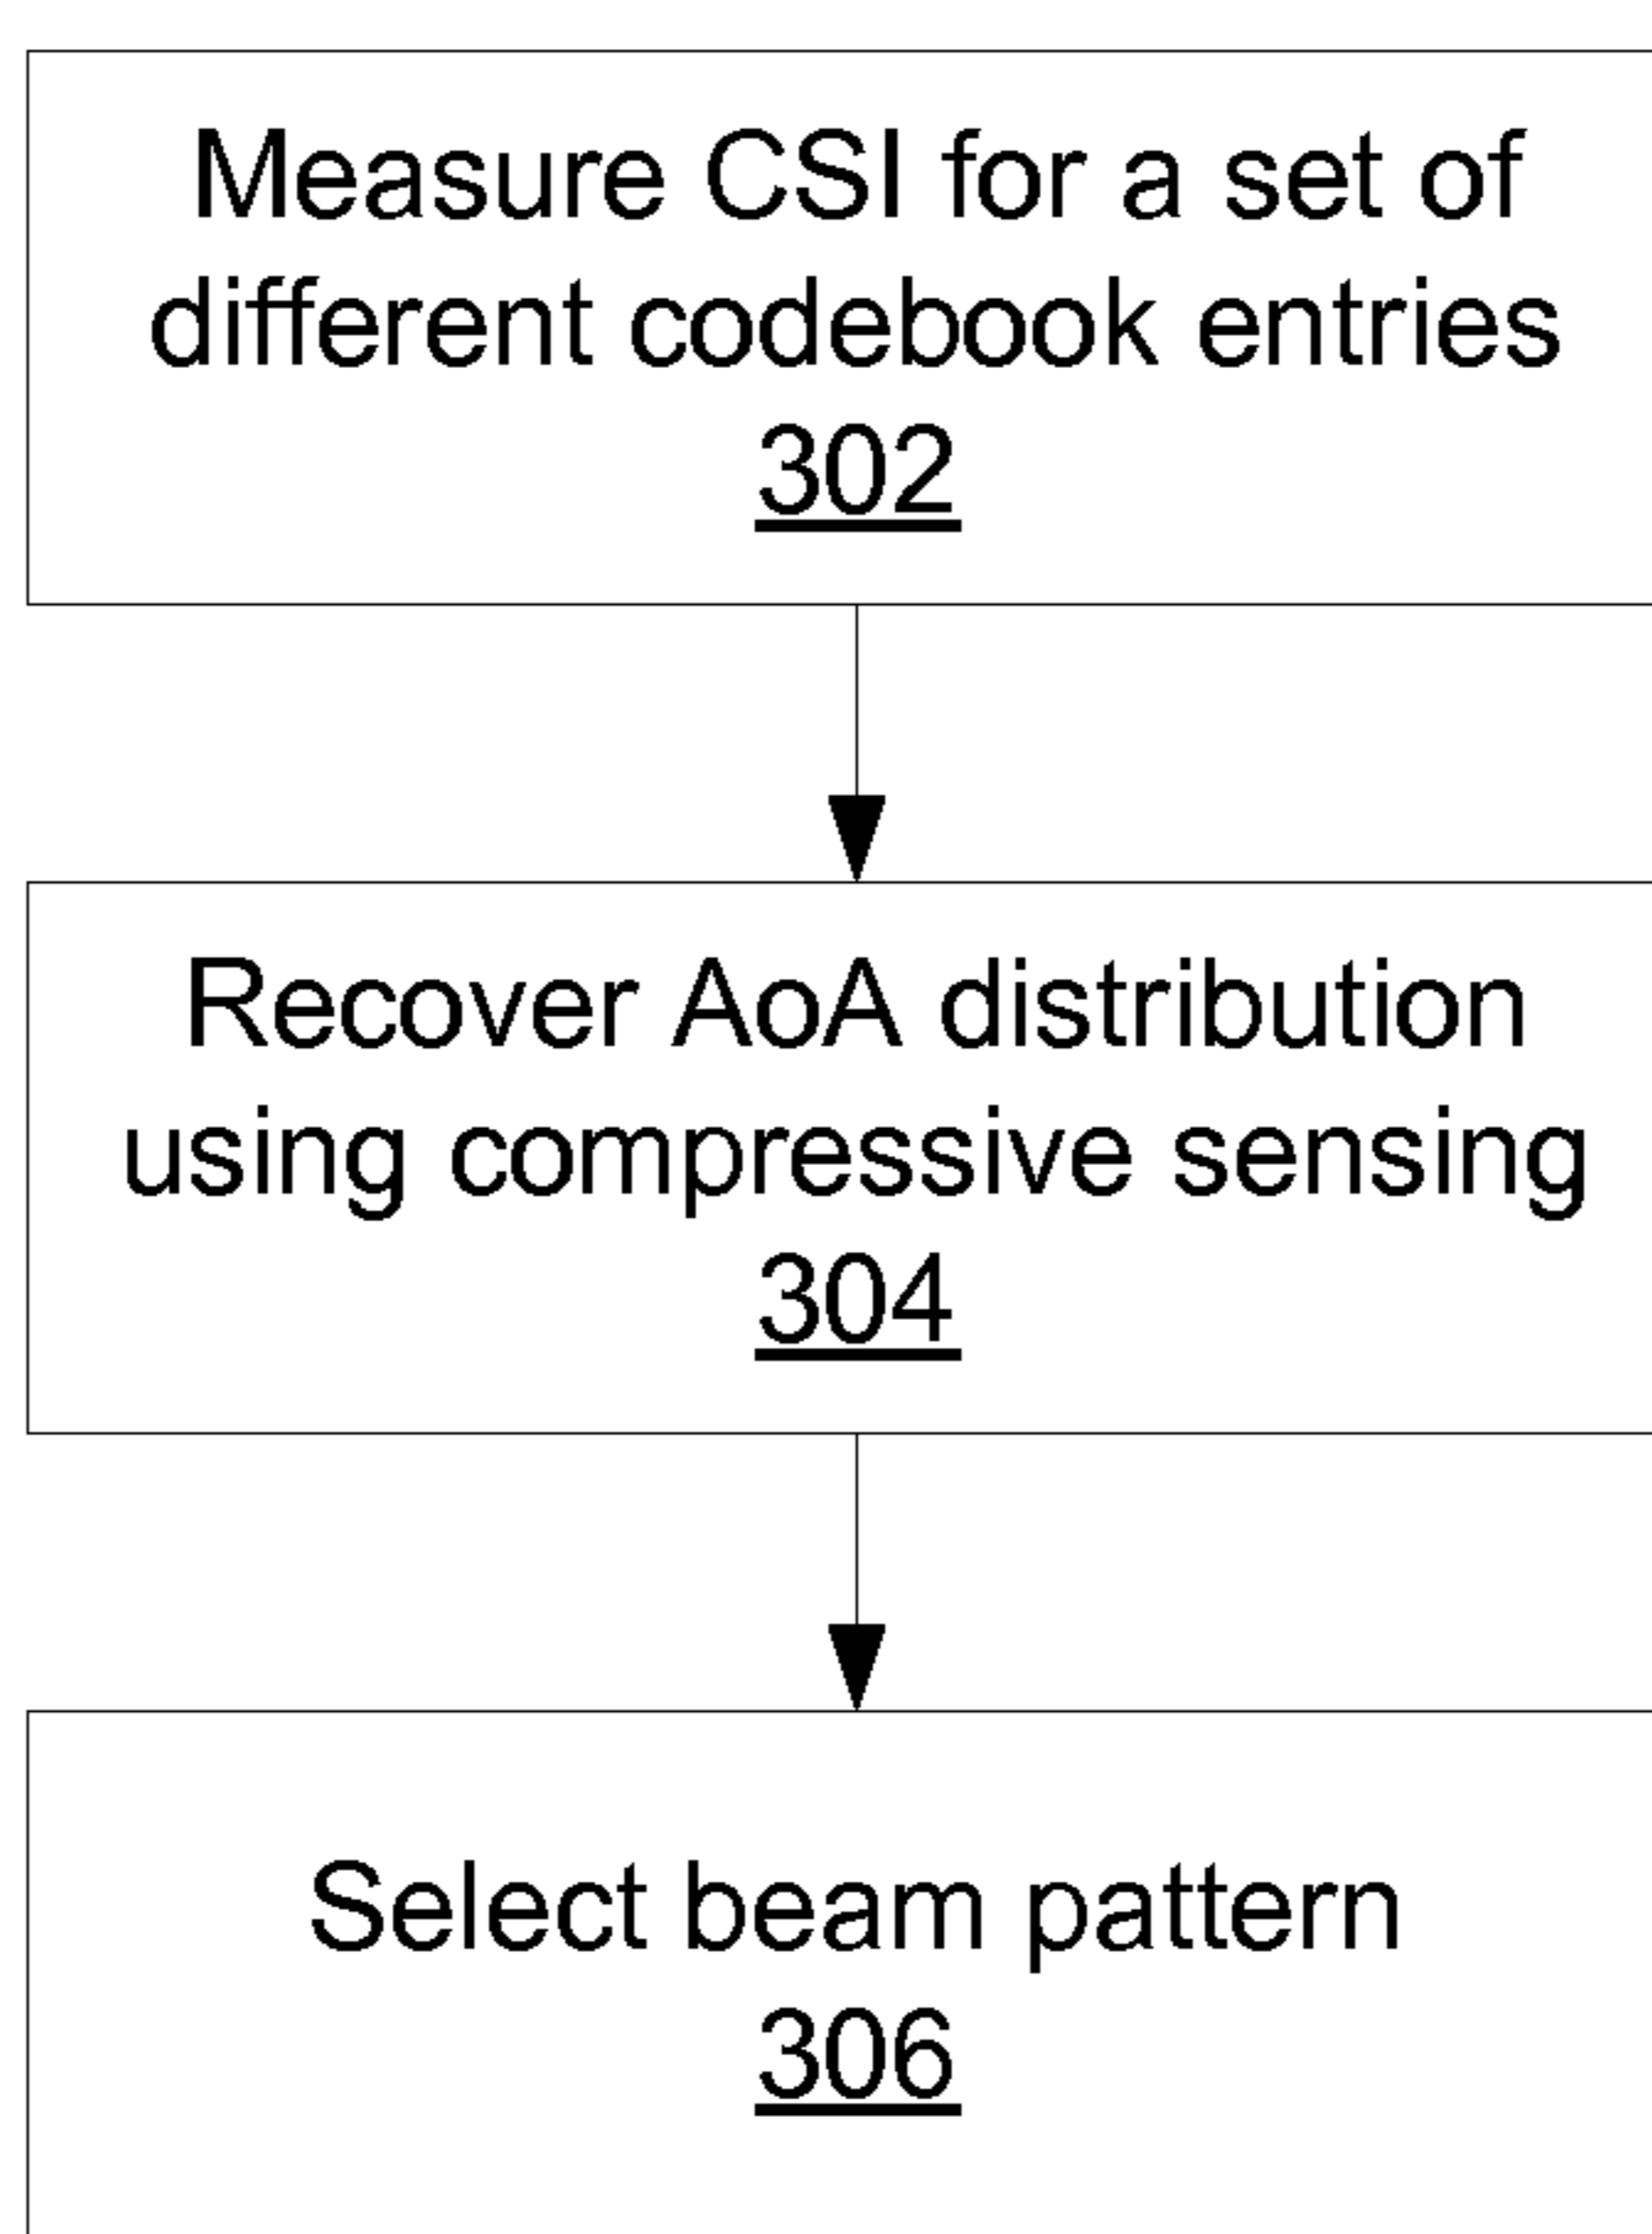 Measure CSI for a set of
different codebook entries
302
Recover AoA distribution
using compressive sensing
304
Select beam pattern
306